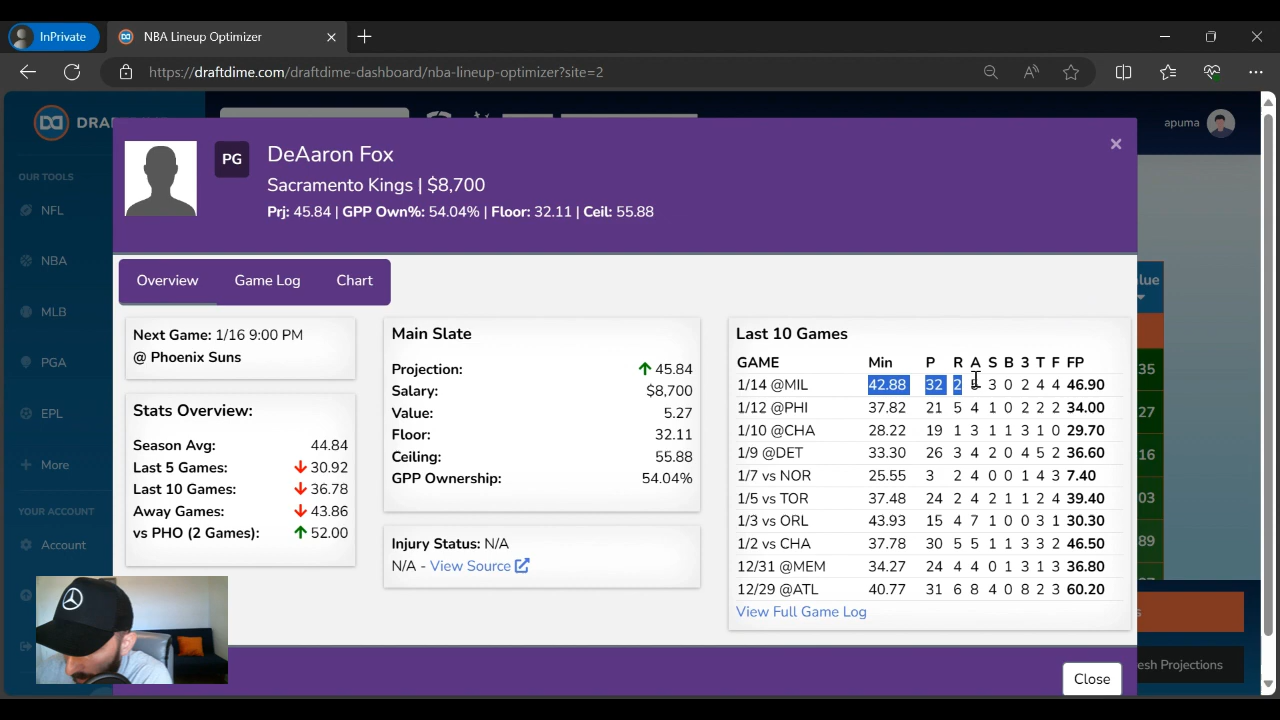 InPrivate
NBA Lineup Optimizer
https://draftdime.com/draftdime-dashboard/nba-lineup-optimizer?site=2
DRA
apuma
OUR TOOLS
NFL
NBA
MLB
PGA
EPL
More
YOUR ACCOUNT
Account
PG
DeAaron Fox
Sacramento Kings | $8,700
Prj: 45.84 | GPP Own%: 54.04% | Floor: 32.11 | Ceil: 55.88
Overview
Game Log
Chart
Next Game: 1/16 9:00 PM
@ Phoenix Suns
Stats Overview:
Season Avg: 44.84
Last 5 Games: 30.92
Last 10 Games: 36.78
Away Games: 43.86
vs PHO (2 Games): 52.00
Main Slate
Projection: 45.84
Salary: $8,700
Value: 5.27
Floor: 32.11
Ceiling: 55.88
GPP Ownership: 54.04%
Injury Status: N/A
N/A - View Source
Last 10 Games
GAME Min P R A S B 3 T F FP
1/14 @MIL 42.88 32 2 3 0 2 4 4 46.90
1/12 @PHI 37.82 21 5 4 1 0 2 2 2 34.00
1/10 @CHA 28.22 19 1 3 1 1 3 1 0 29.70
1/9 @DET 33.30 26 3 4 2 0 4 5 2 36.60
1/7 vs NOR 25.55 3 2 4 0 0 1 4 3 7.40
1/5 vs TOR 37.48 24 2 4 2 1 1 2 4 39.40
1/3 vs ORL 43.93 15 4 7 1 0 0 3 1 30.30
1/2 vs CHA 37.78 30 5 5 1 1 3 3 2 46.50
12/31 @MEM 34.27 24 4 4 0 1 3 1 3 36.80
12/29 @ATL 40.77 31 6 8 4 0 8 2 3 60.20
View Full Game Log
Close
lue
35
27
16
03
89
s
esh Projections